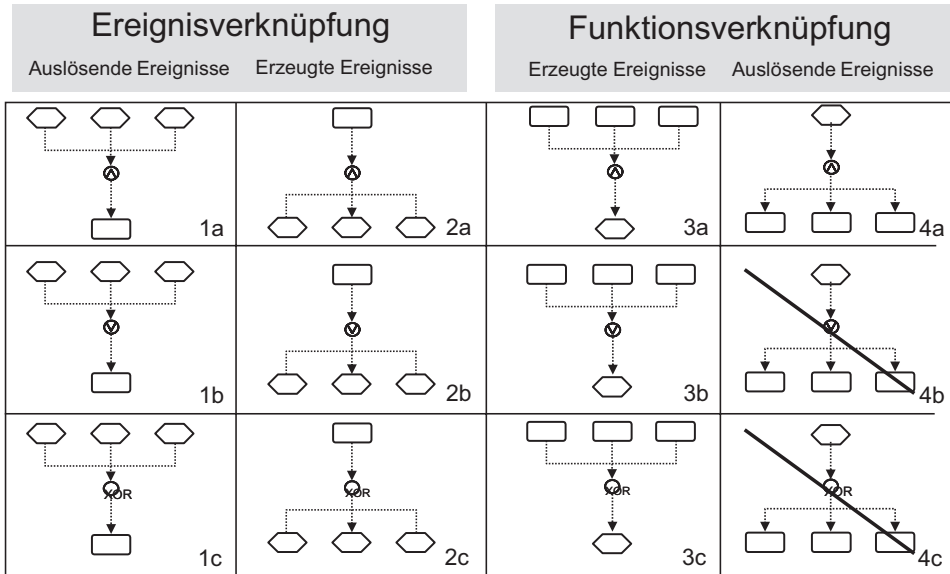 Ereignisverknüpfung Funktionsverknüpfung
Auslösende Ereignisse Erzeugte Ereignisse Erzeugte Ereignisse Auslösende Ereignisse
1a 2a 3a 4a
1b 2b 3b 4b
XOR XOR XOR XOR
1c 2c 3c 4c